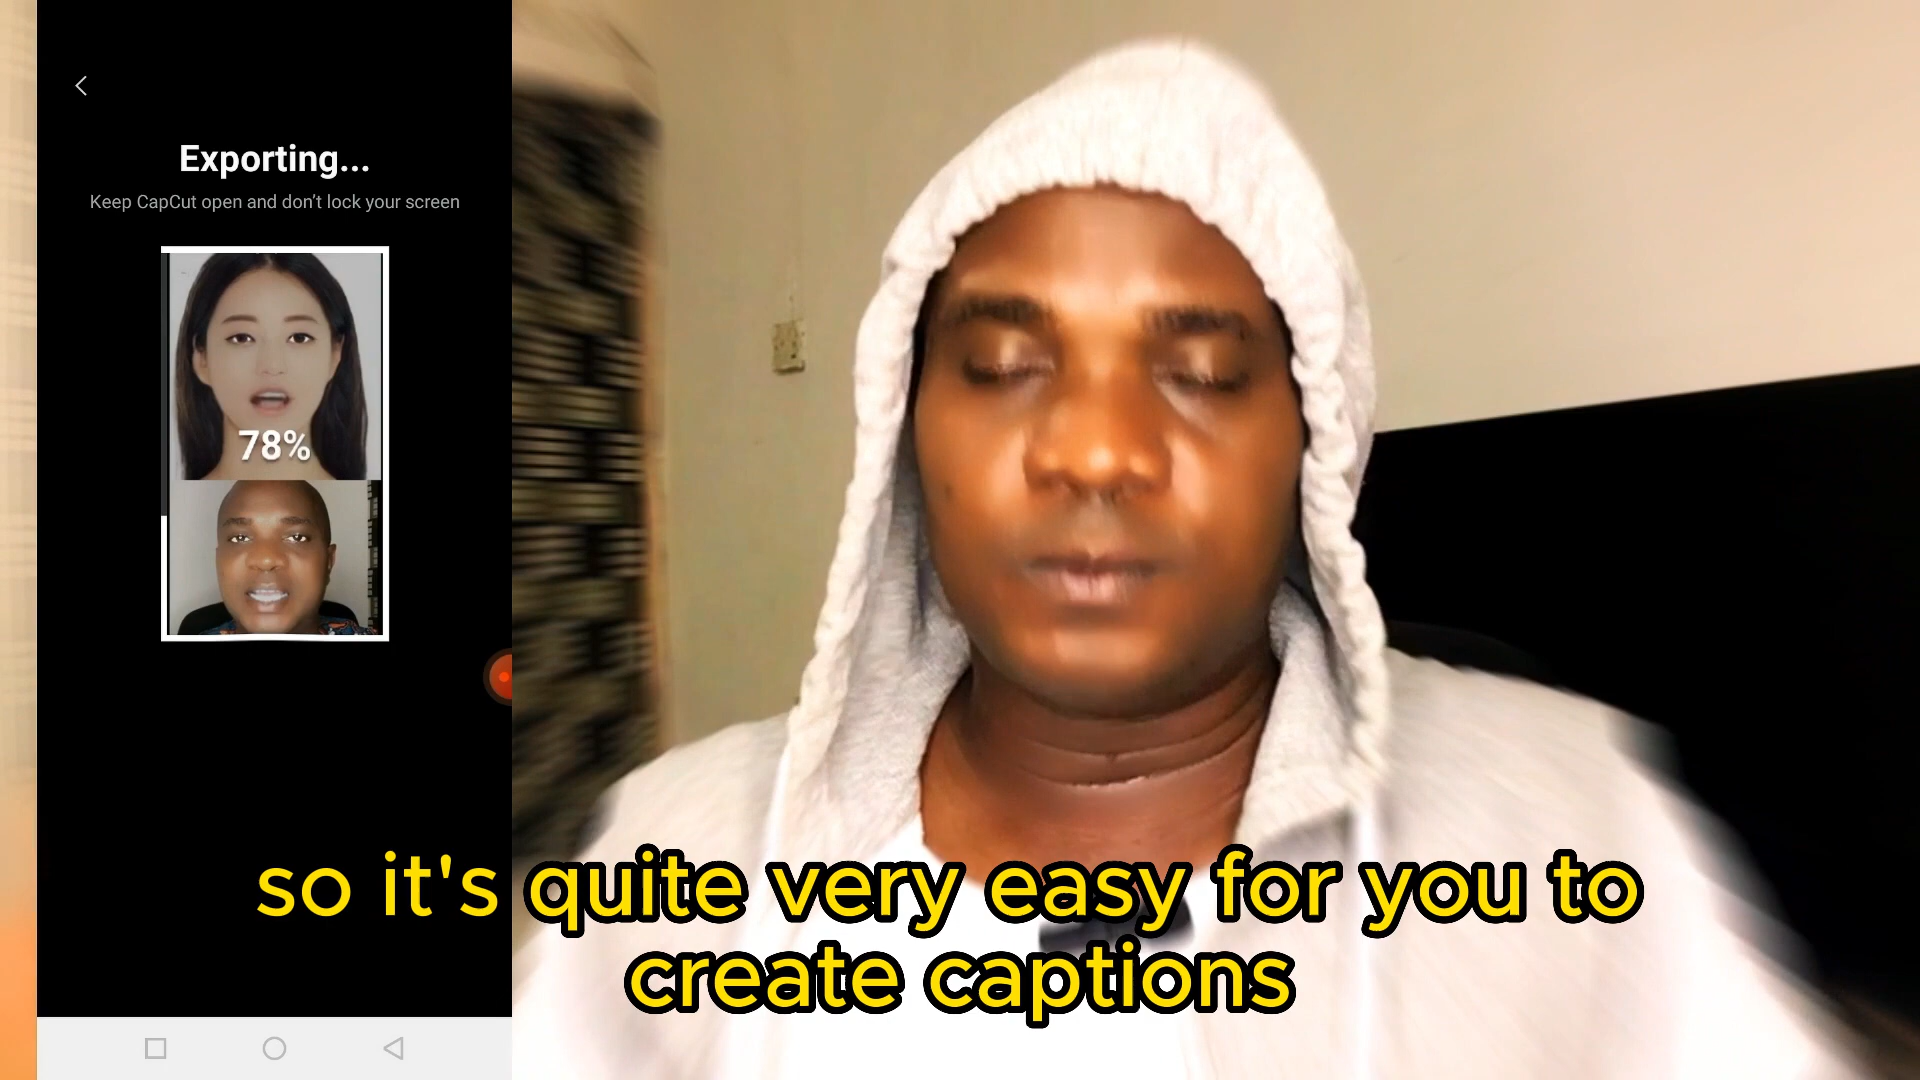 Exporting...
Keep CapCut open and don't lock your screen
78%
so it's quite very easy for you to
create captions